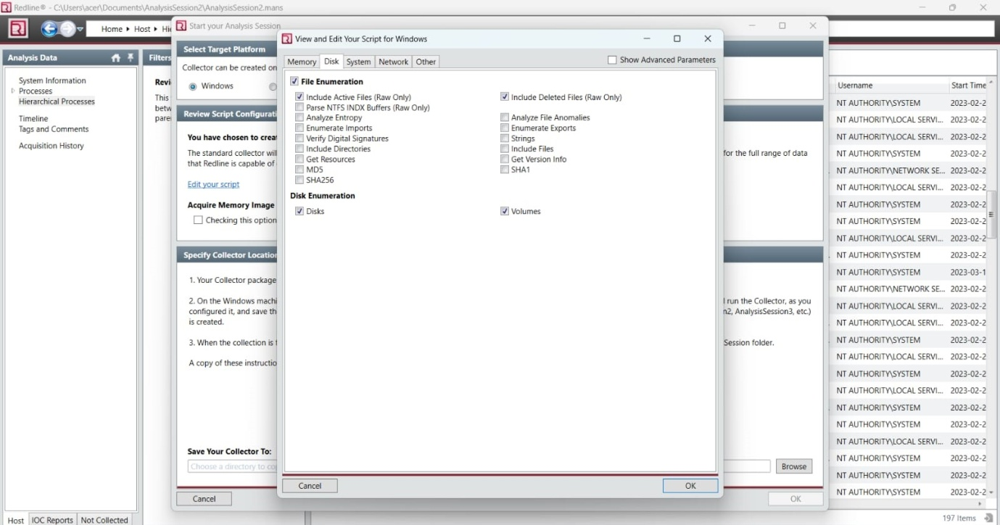 Redline® - C:\Users\acer\Documents\AnalysisSession2\AnalysisSession2.mans
Home ▸ Host ▸
Start your Analysis Session
View and Edit Your Script for Windows
Analysis Data
System Information
Processes
Hierarchical Processes
Timeline
Tags and Comments
Acquisition History
Host
IOC Reports
Not Collected
Filters
This
Select Target Platform
Collector can be created on
Windows
Review Script Configurati
You have chosen to crea
The standard collector wil
for the full range of data
that Redline is capable of
Edit your script
Acquire Memory Image
Checking this option
Specify Collector Location
1. Your Collector package
2. On the Windows machi
l run the Collector, as you
configured it, and save th
n2, AnalysisSession3, etc.)
is created.
3. When the collection is f
Session folder.
A copy of these instructio
Save Your Collector To:
Choose a directory to co
Browse
Cancel
OK
Memory
Disk
System
Network
Other
Show Advanced Parameters
File Enumeration
Include Active Files (Raw Only)
Include Deleted Files (Raw Only)
Parse NTFS INDX Buffers (Raw Only)
Analyze Entropy
Analyze File Anomalies
Enumerate Imports
Enumerate Exports
Verify Digital Signatures
Strings
Include Directories
Include Files
Get Resources
Get Version Info
MD5
SHA1
SHA256
Disk Enumeration
Disks
Volumes
Cancel
OK
Username Start Time
NT AUTHORITY\SYSTEM 2023-02-2
NT AUTHORITY\LOCAL SERVI... 2023-02-2
NT AUTHORITY\LOCAL SERVI... 2023-02-2
NT AUTHORITY\SYSTEM 2023-02-2
NT AUTHORITY\NETWORK SE... 2023-02-2
NT AUTHORITY\LOCAL SERVI... 2023-02-2
NT AUTHORITY\SYSTEM 2023-02-2
NT AUTHORITY\SYSTEM 2023-02-2
NT AUTHORITY\LOCAL SERVI... 2023-02-2
NT AUTHORITY\SYSTEM 2023-02-2
NT AUTHORITY\SYSTEM 2023-03-1
NT AUTHORITY\NETWORK SE... 2023-02-2
NT AUTHORITY\LOCAL SERVI... 2023-02-2
NT AUTHORITY\LOCAL SERVI... 2023-02-2
NT AUTHORITY\SYSTEM 2023-02-2
NT AUTHORITY\LOCAL SERVI... 2023-02-2
NT AUTHORITY\SYSTEM 2023-02-2
NT AUTHORITY\LOCAL SERVI... 2023-02-2
NT AUTHORITY\SYSTEM 2023-02-2
NT AUTHORITY\SYSTEM 2023-02-2
NT AUTHORITY\LOCAL SERVI... 2023-02-2
NT AUTHORITY\SYSTEM 2023-02-2
NT AUTHORITY\SYSTEM 2023-02-2
NT AUTHORITY\SYSTEM 2023-02-2
197 Items